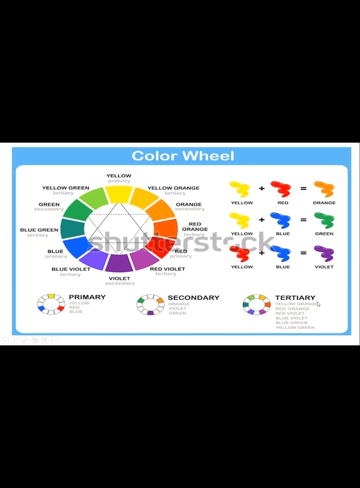 Color Wheel
YELLOW
primary
YELLOW GREEN
tertiary
YELLOW ORANGE
tertiary
GREEN
secondary
ORANGE
secondary
BLUE GREEN
tertiary
RED
ORANGE
tertiary
BLUE
primary
RED
primary
BLUE VIOLET
tertiary
RED VIOLET
tertiary
VIOLET
secondary
shutterstock
+ =
YELLOW RED ORANGE
+ =
YELLOW BLUE GREEN
+ =
YELLOW BLUE VIOLET
PRIMARY
YELLOW
RED
BLUE
SECONDARY
ORANGE
VIOLET
GREEN
TERTIARY
YELLOW ORANGE
RED ORANGE
RED VIOLET
BLUE VIOLET
BLUE GREEN
YELLOW GREEN